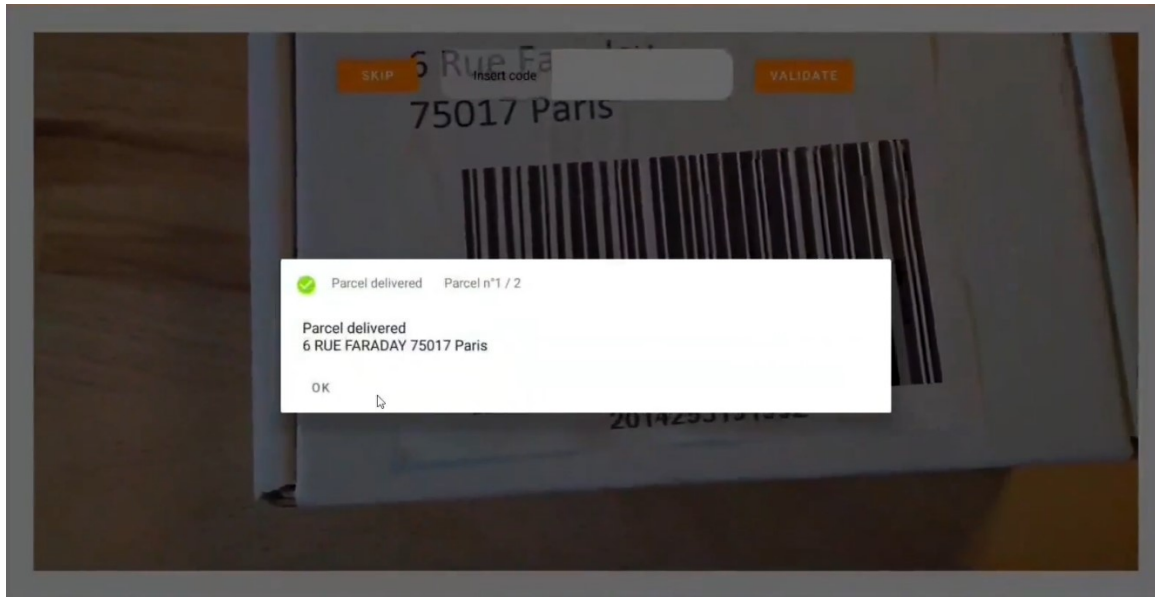 6 Rue Fa
SKIP
Insert code
VALIDATE
75017 Paris
Parcel delivered Parcel n°1 / 2
Parcel delivered
6 RUE FARADAY 75017 Paris
OK